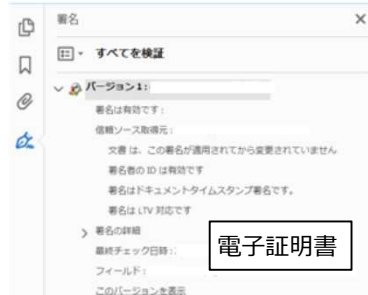 署名
すべてを検証
バージョン1:
署名は有効です:
信頼ソース取得元:
文書 は、この署名が適用されてから変更されていません
署名者の ID は有効です
署名はドキュメントタイムスタンプ署名です。
署名は LTV 対応です
署名の詳細
最終チェック日時:
フィールド:
このバージョンを表示
電子証明書